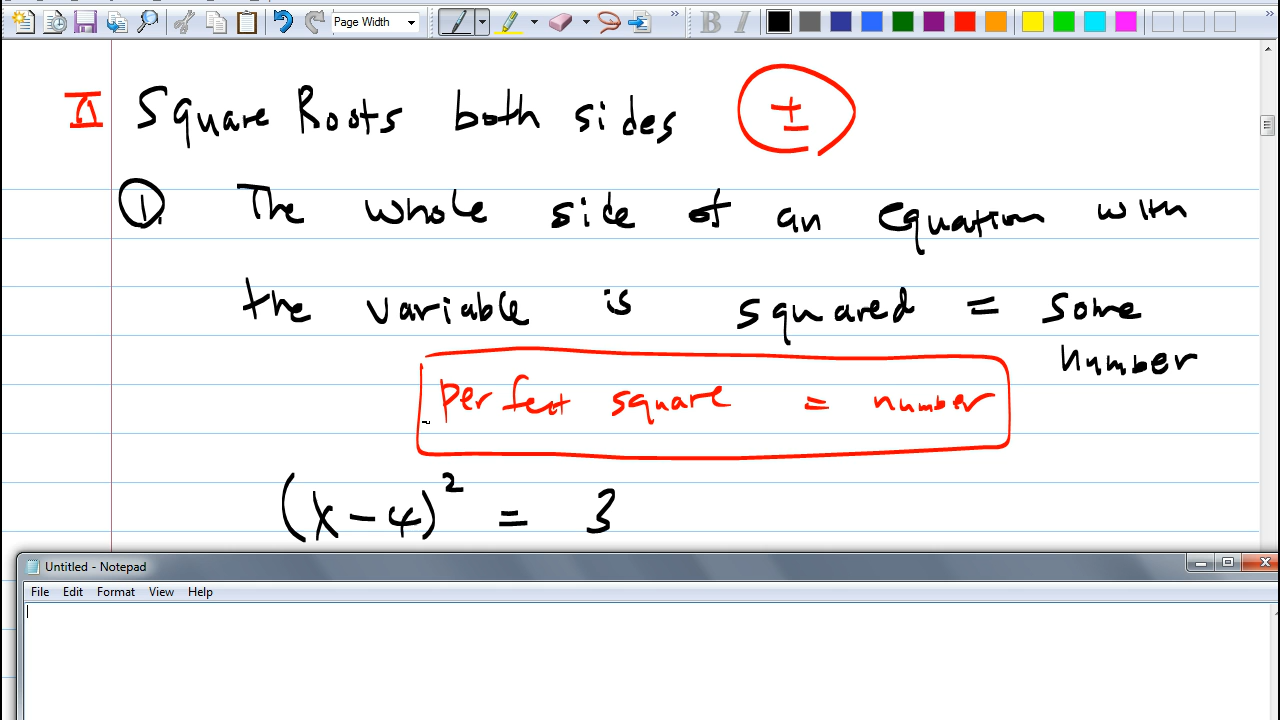 Page Width
B I
II Square Roots both sides ±
1. The whole side of an equation with
the variable is squared = some
number
perfect square = number
(x-4)² = 3
Untitled - Notepad
File Edit Format View Help